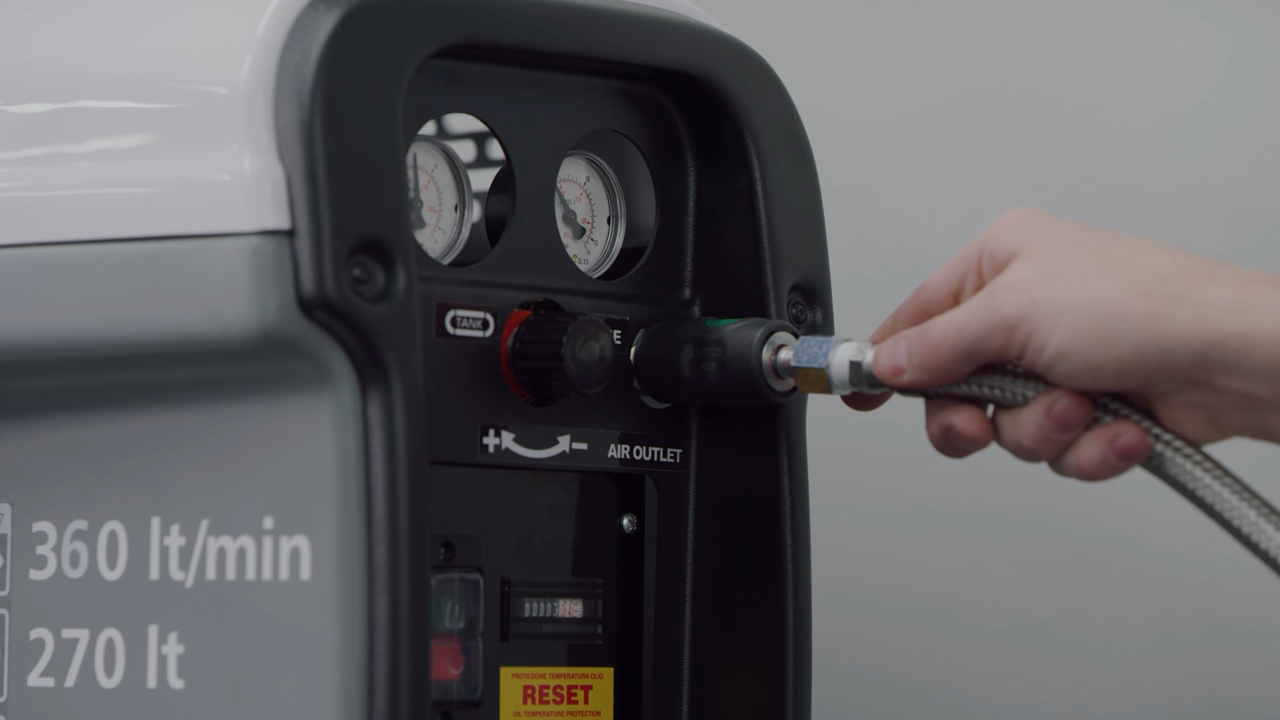 TANK
E
+ -
AIR OUTLET
360 lt/min
270 lt
PROTEZIONE TEMPERATURA OLIO
RESET
OIL TEMPERATURE PROTECTION